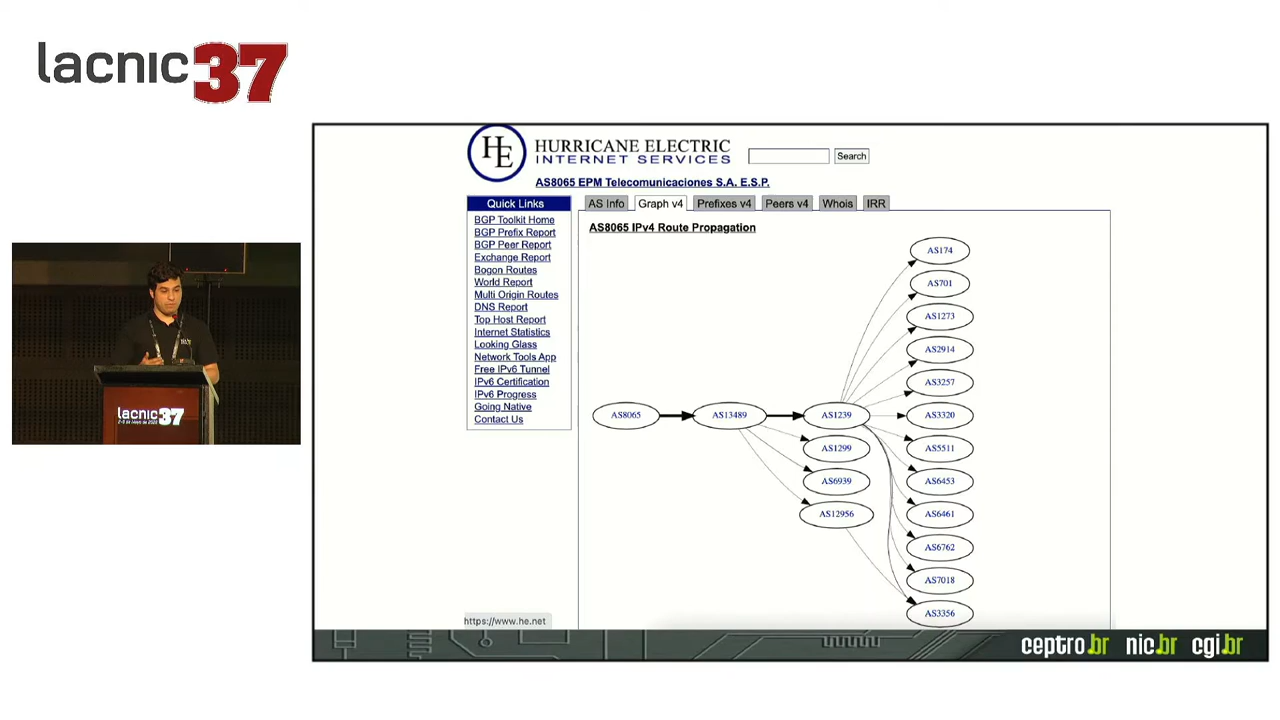 lacnic37
HE
HURRICANE ELECTRIC
INTERNET SERVICES
Search
AS8065 EPM Telecomunicaciones S.A. E.S.P.
Quick Links
BGP Toolkit Home
BGP Prefix Report
BGP Peer Report
Exchange Report
Bogon Routes
World Report
Multi Origin Routes
DNS Report
Top Host Report
Internet Statistics
Looking Glass
Network Tools App
Free IPv6 Tunnel
IPv6 Certification
IPv6 Progress
Going Native
Contact Us
AS Info
Graph v4
Prefixes v4
Peers v4
Whois
IRR
AS8065 IPv4 Route Propagation
AS8065
AS13489
AS1239
AS1299
AS6939
AS12956
AS174
AS701
AS1273
AS2914
AS3257
AS3320
AS5511
AS6453
AS6461
AS6762
AS7018
AS3356
https://www.he.net
lacnic37
ceptro.br nic.br cgi.br